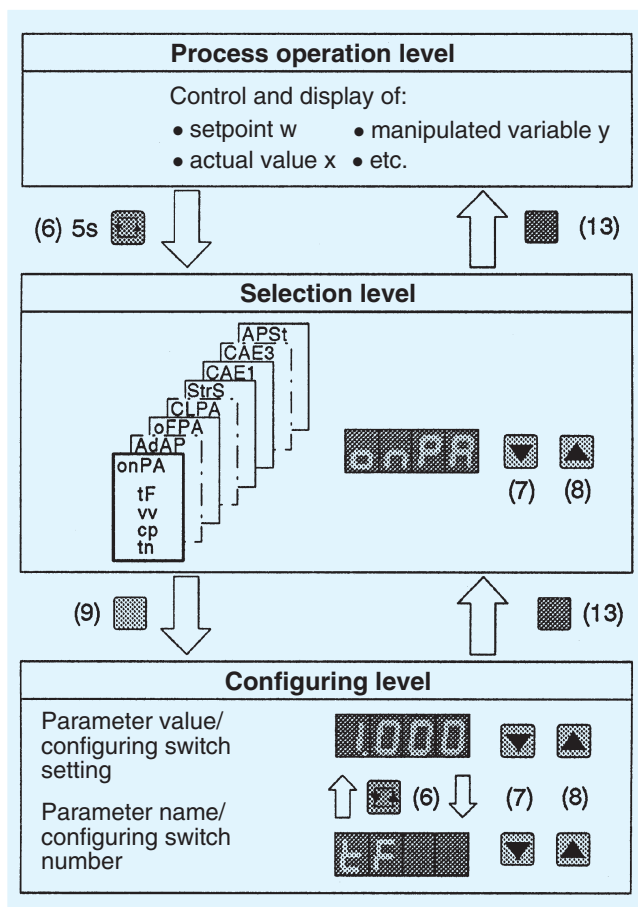 Process operation level
Control and display of:
• setpoint w • manipulated variable y
• actual value x • etc.
(6) 5s (13)
Selection level
APSt
CAE3
CAE1
StrS
CLPA
oFPA
AdAP
onPA
tF
vv
cp
tn
onPA
(7) (8)
(9) (13)
Configuring level
Parameter value/
configuring switch
setting
1.000
(6) (7) (8)
Parameter name/
configuring switch
number
tF